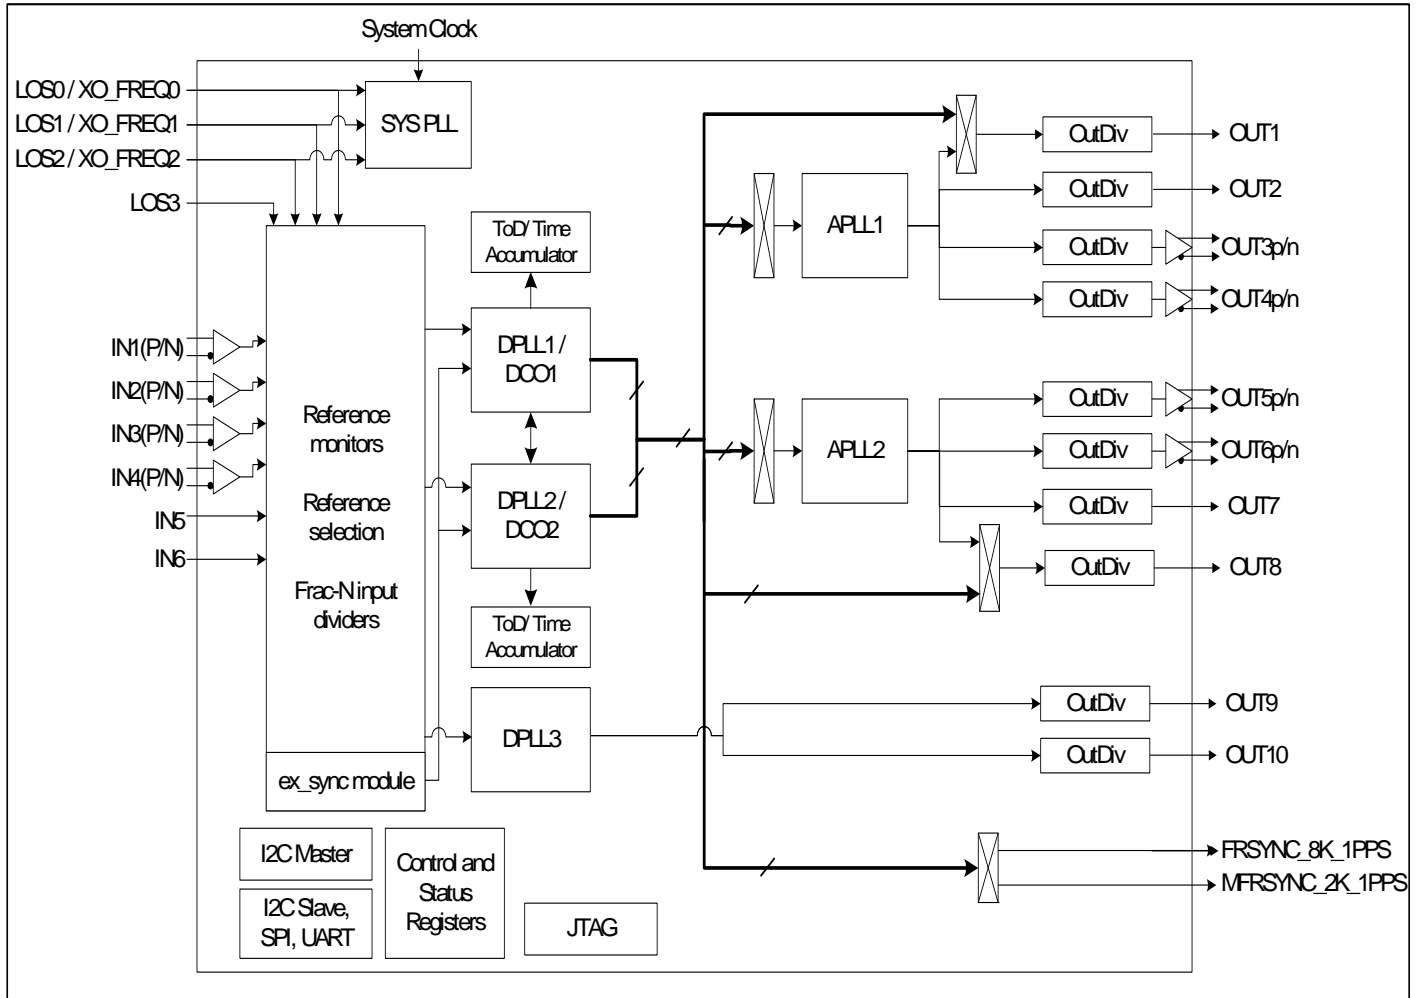 System Clock
LOS0 / XO_FREQ0
LOS1 / XO_FREQ1
LOS2 / XO_FREQ2
LOS3
SYS PLL
ToD / Time
Accumulator
IN1(P/N)
IN2(P/N)
IN3(P/N)
IN4(P/N)
IN5
IN6
Reference
monitors
Reference
selection
Frac-N input
dividers
ex_sync module
DPLL1 /
DCO1
DPLL2 /
DCO2
ToD / Time
Accumulator
DPLL3
APLL1
APLL2
OutDiv
OUT1
OutDiv
OUT2
OutDiv
OUT3p/n
OutDiv
OUT4p/n
OutDiv
OUT5p/n
OutDiv
OUT6p/n
OutDiv
OUT7
OutDiv
OUT8
OutDiv
OUT9
OutDiv
OUT10
FRSYNC_8K_1PPS
MFRSYNC_2K_1PPS
I2C Master
I2C Slave,
SPI, UART
Control and
Status
Registers
JTAG